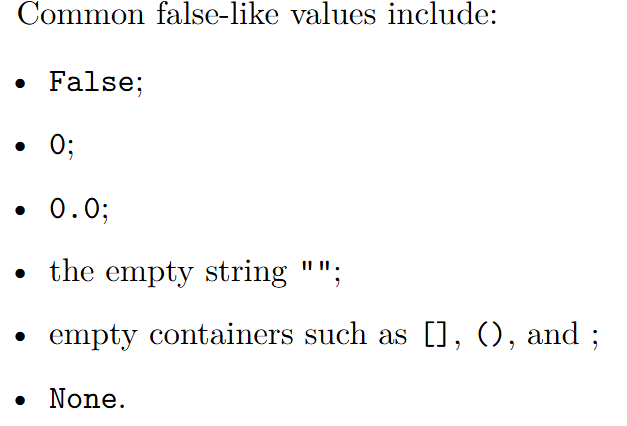 Common false-like values include:
• False;
• 0;
• 0.0;
• the empty string "";
• empty containers such as [], (), and ;
• None.